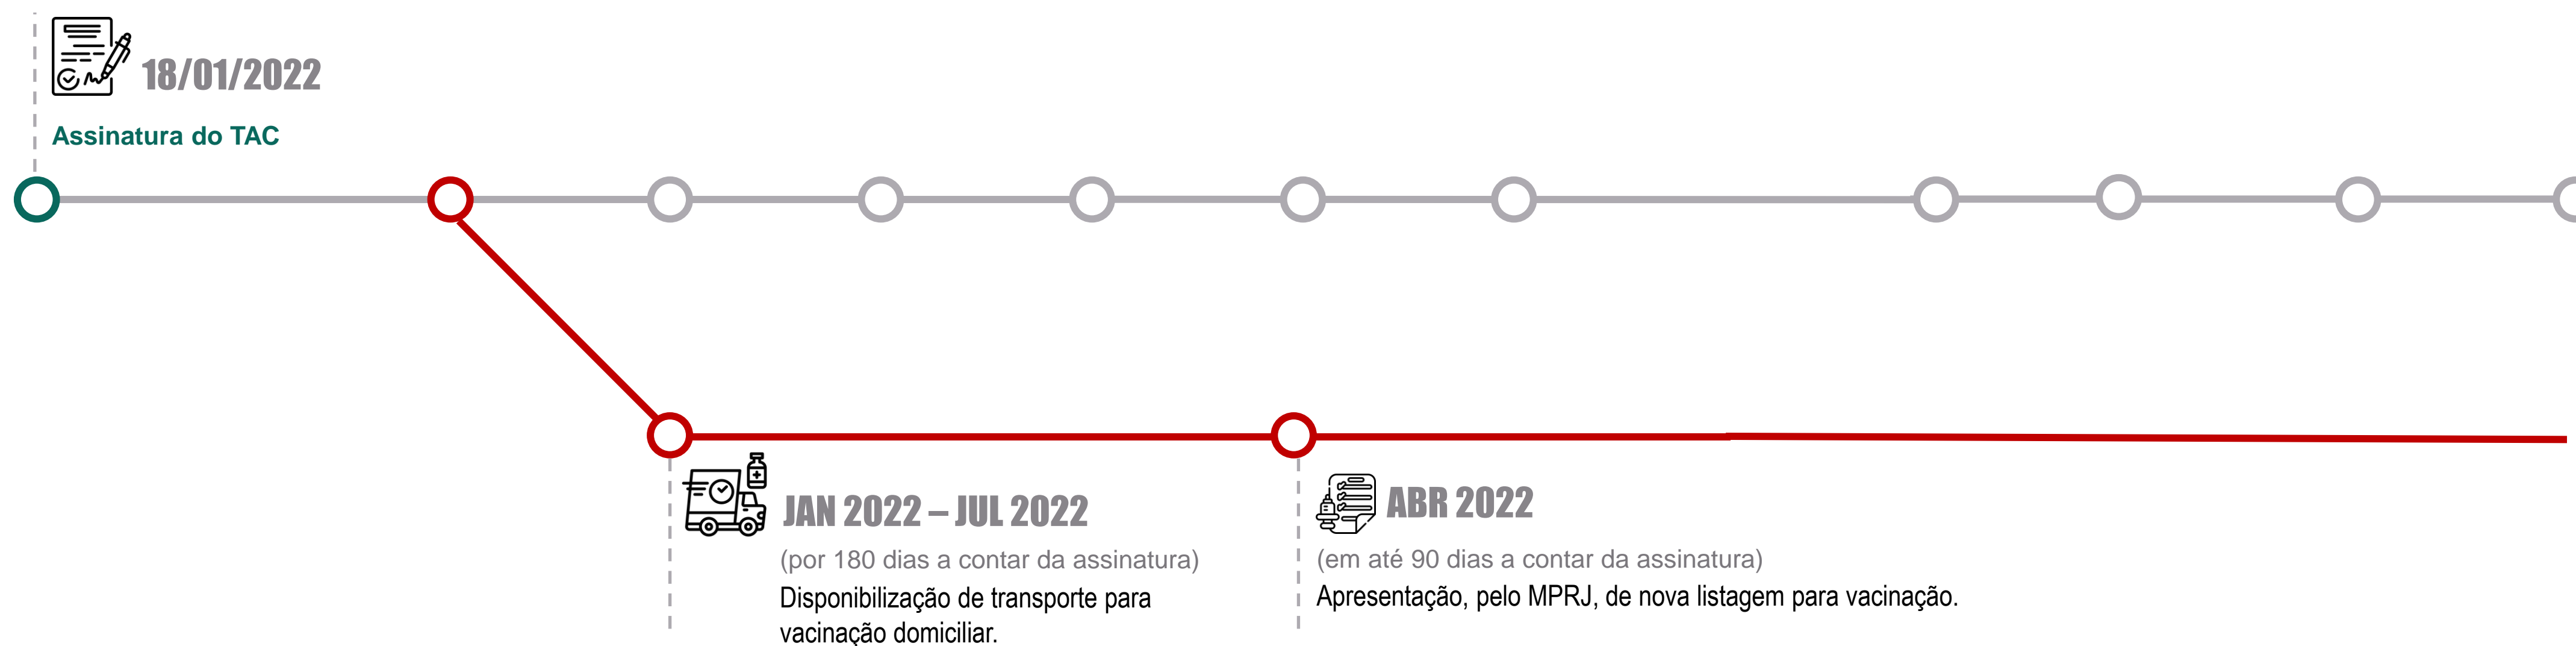 18/01/2022
Assinatura do TAC
JAN 2022 – JUL 2022
(por 180 dias a contar da assinatura)
Disponibilização de transporte para
vacinação domiciliar.
ABR 2022
(em até 90 dias a contar da assinatura)
Apresentação, pelo MPRJ, de nova listagem para vacinação.